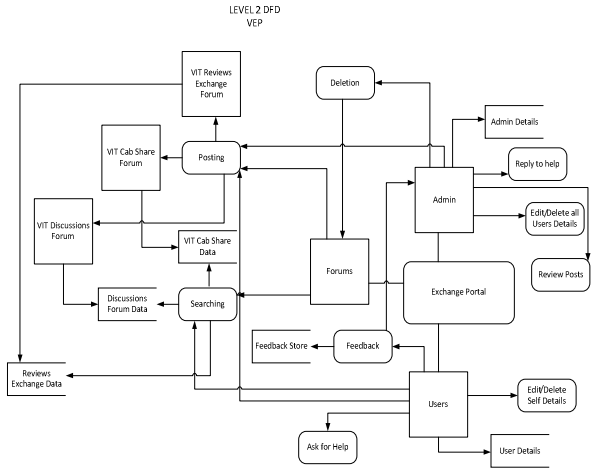 LEVEL 2 DFD
VEP
VIT Reviews
Exchange
Forum
Deletion
Admin Details
VIT Cab Share
Forum
Posting
Reply to help
Admin
VIT Discussions
Forum
Edit/Delete all
Users Details
VIT Cab Share
Data
Forums
Review Posts
Exchange Portal
Discussions
Forum Data
Searching
Feedback Store
Feedback
Reviews
Exchange Data
Users
Edit/Delete
Self Details
Ask for Help
User Details